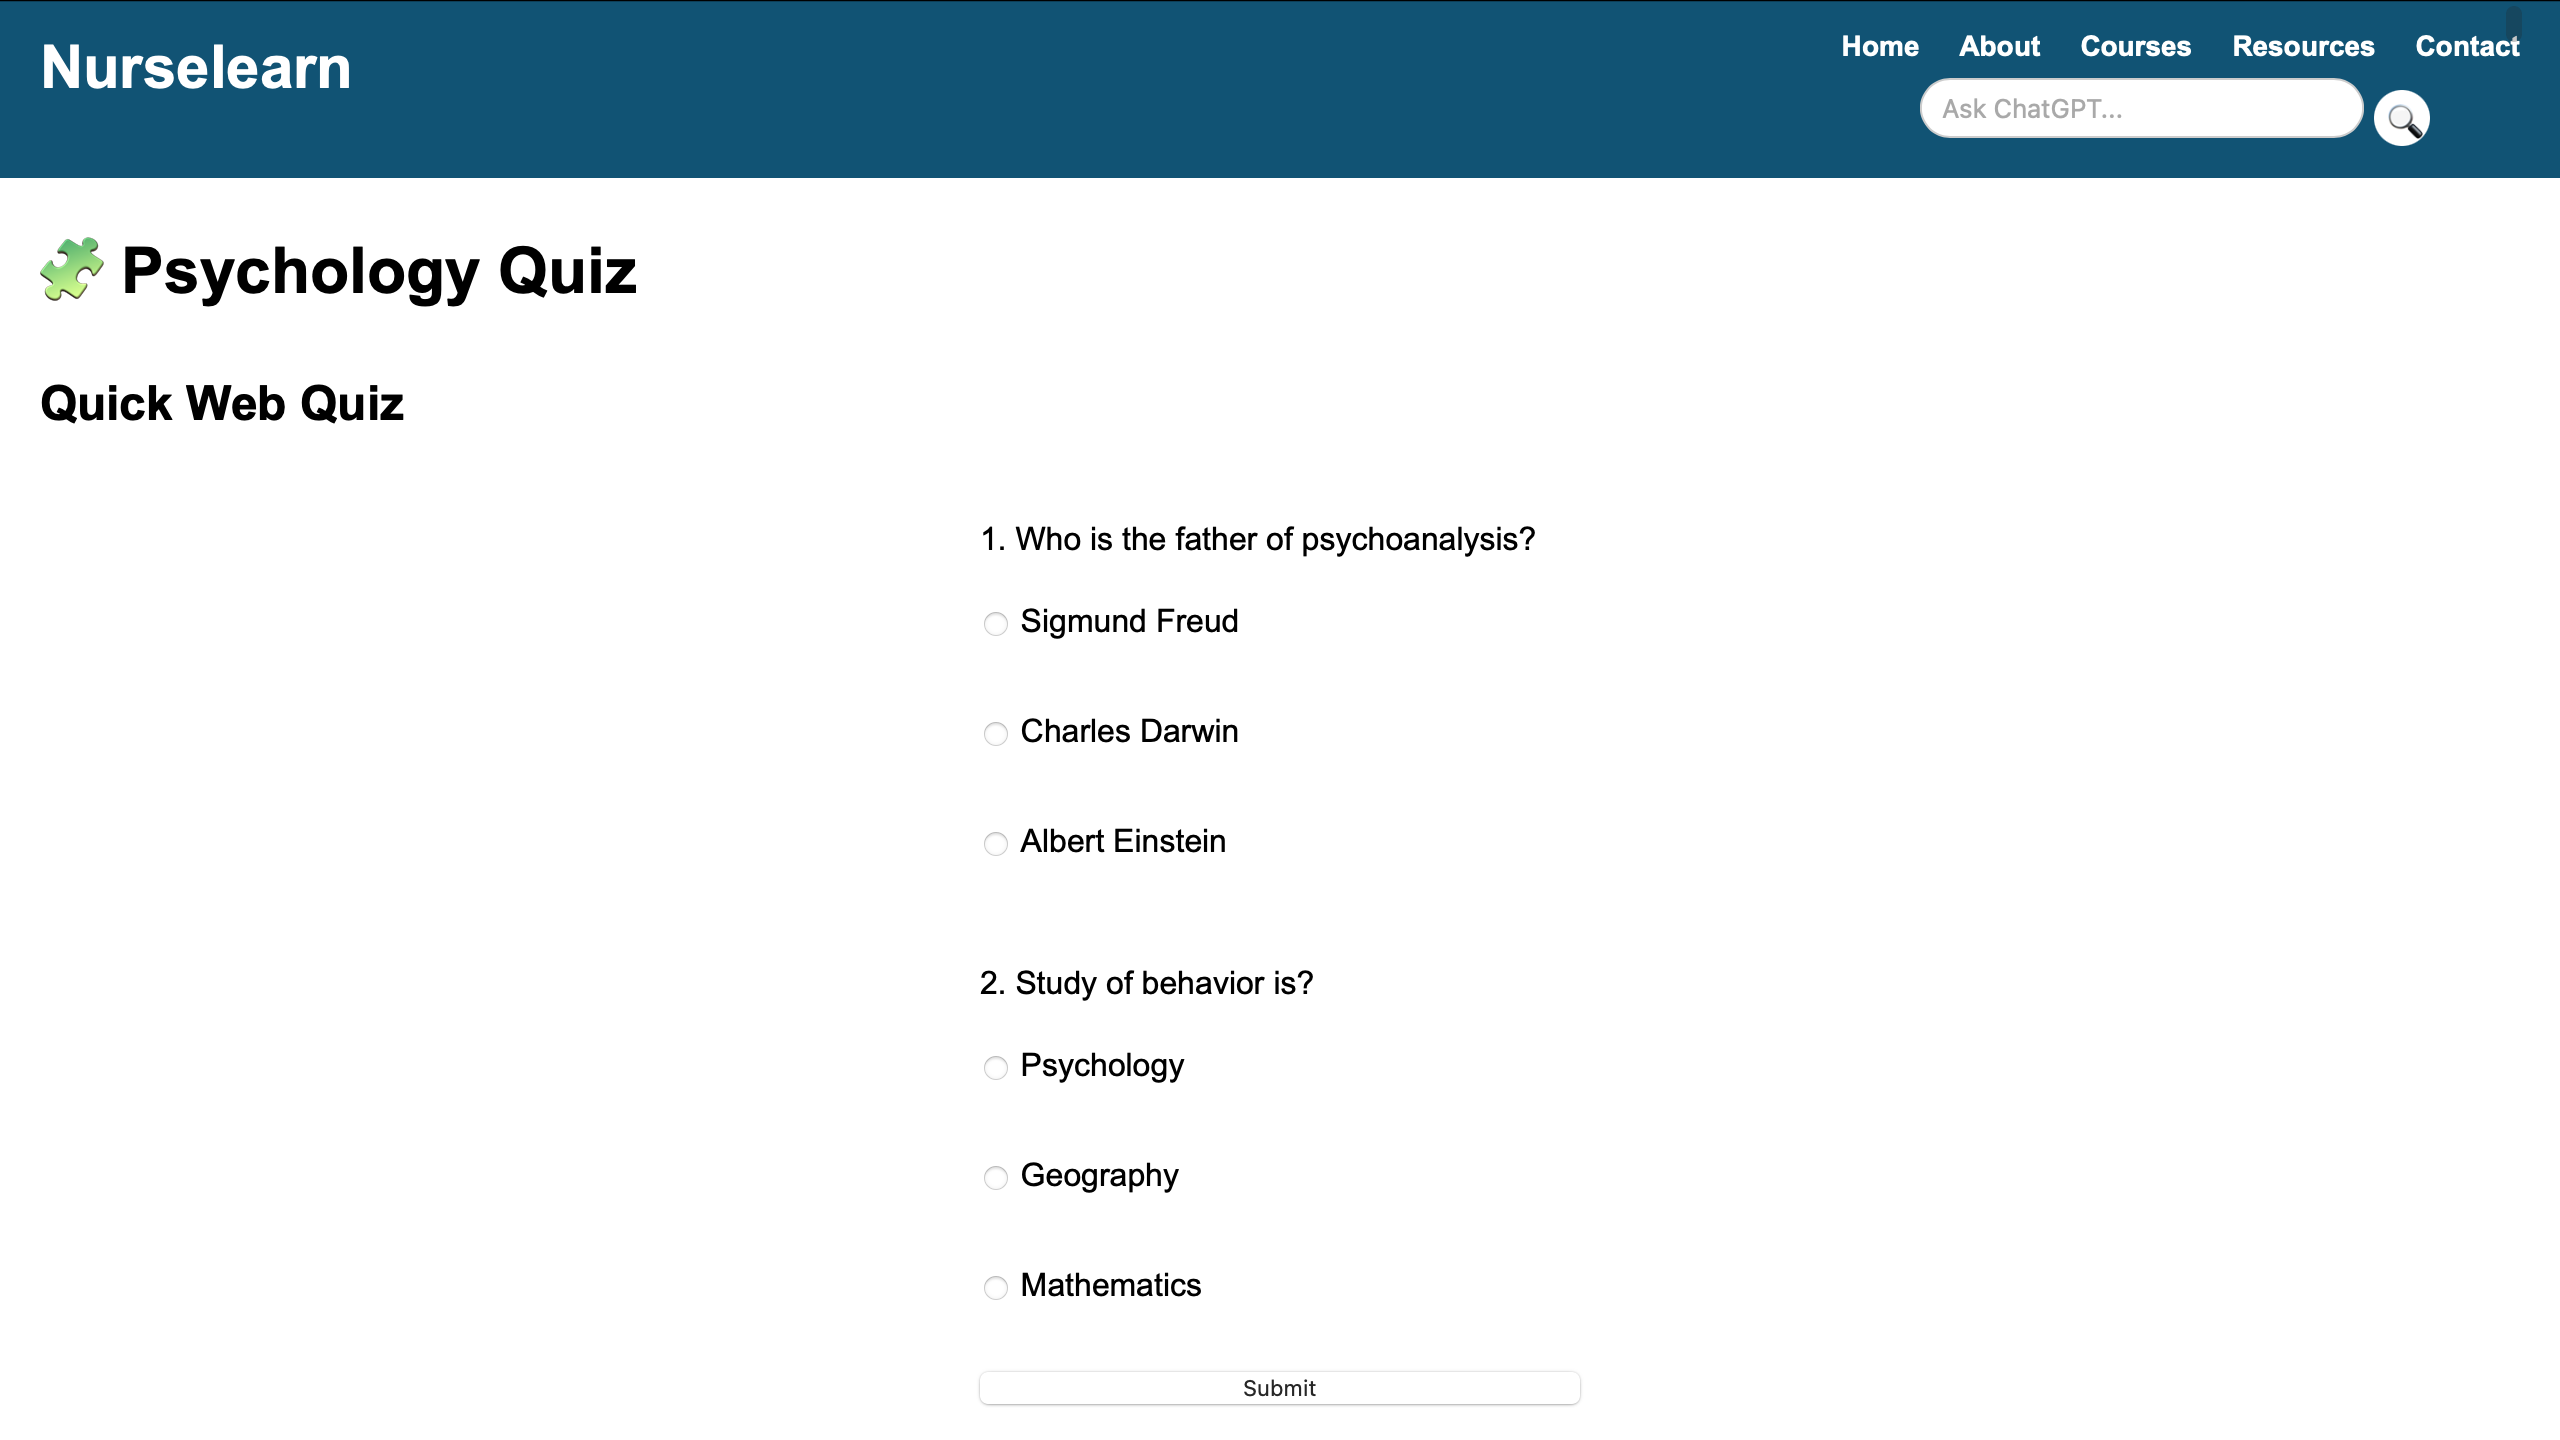 Nurselearn
Home About Courses Resources Contact
Ask ChatGPT...
Psychology Quiz
Quick Web Quiz
1. Who is the father of psychoanalysis?
Sigmund Freud
Charles Darwin
Albert Einstein
2. Study of behavior is?
Psychology
Geography
Mathematics
Submit